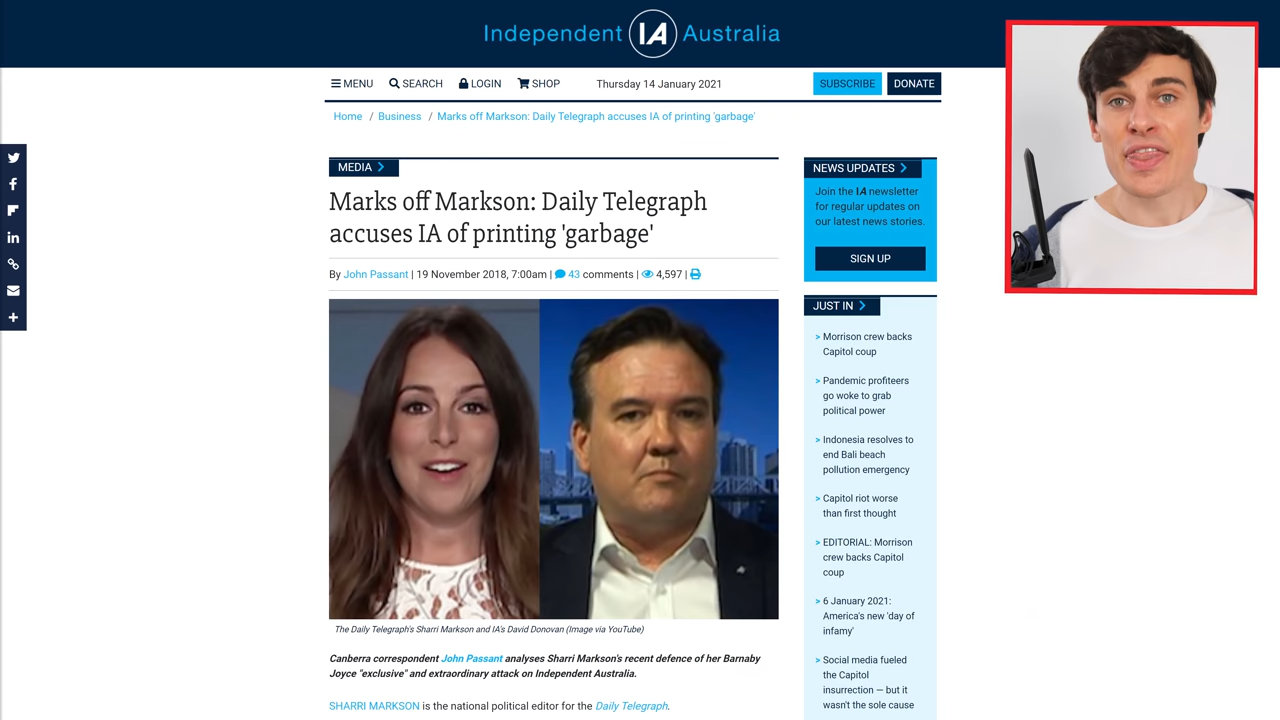 Independent IA Australia
MENU SEARCH LOGIN SHOP Thursday 14 January 2021 SUBSCRIBE DONATE
Home / Business / Marks off Markson: Daily Telegraph accuses IA of printing 'garbage'
MEDIA
Marks off Markson: Daily Telegraph
accuses IA of printing 'garbage'
By John Passant | 19 November 2018, 7:00am | 43 comments | 4,597 |
The Daily Telegraph's Sharri Markson and IA's David Donovan (Image via YouTube)
Canberra correspondent John Passant analyses Sharri Markson's recent defence of her Barnaby
Joyce "exclusive" and extraordinary attack on Independent Australia.
SHARRI MARKSON is the national political editor for the Daily Telegraph.
NEWS UPDATES
Join the IA newsletter
for regular updates on
our latest news stories.
SIGN UP
JUST IN
> Morrison crew backs
Capitol coup
> Pandemic profiteers
go woke to grab
political power
> Indonesia resolves to
end Bali beach
pollution emergency
> Capitol riot worse
than first thought
> EDITORIAL: Morrison
crew backs Capitol
coup
> 6 January 2021:
America's new 'day of
infamy'
> Social media fueled
the Capitol
insurrection — but it
wasn't the sole cause